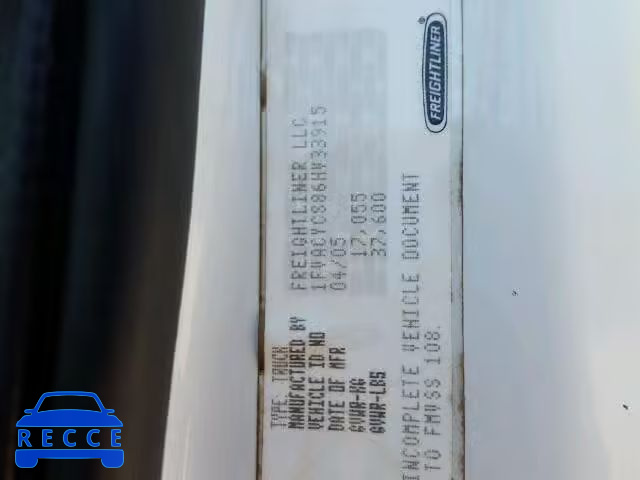 FREIGHTLINER®
TYPE: TRUCK
MANUFACTURED BY FREIGHTLINER LLC
VEHICLE ID NO 1FVACYCS86HV33915
DATE OF MFR 04/05
GVWR-KG 17,055
GVWR-LBS 37,600
INCOMPLETE VEHICLE DOCUMENT
TO FMVSS 108.
RECCE